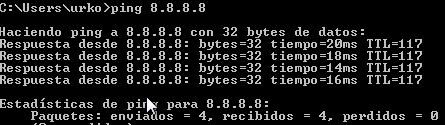 C:\Users\urko>ping 8.8.8.8
Haciendo ping a 8.8.8.8 con 32 bytes de datos:
Respuesta desde 8.8.8.8: bytes=32 tiempo=20ms TTL=117
Respuesta desde 8.8.8.8: bytes=32 tiempo=18ms TTL=117
Respuesta desde 8.8.8.8: bytes=32 tiempo=14ms TTL=117
Respuesta desde 8.8.8.8: bytes=32 tiempo=16ms TTL=117
Estadísticas de ping para 8.8.8.8:
Paquetes: enviados = 4, recibidos = 4, perdidos = 0